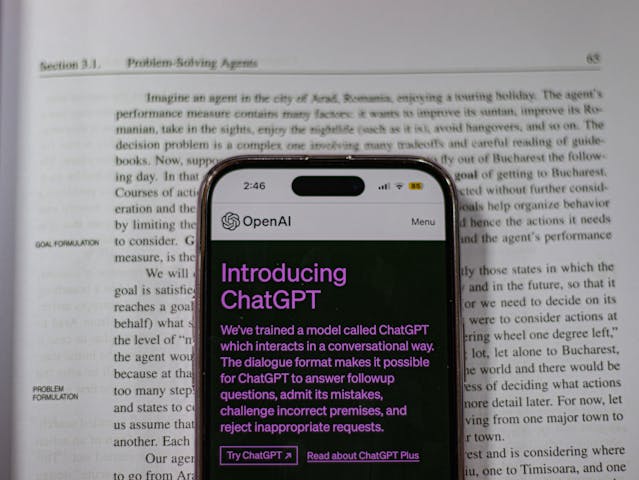 Section 3.1. Problem-Solving Agents 65
Imagine an agent in the city of Arad, Romania, enjoying a touring holiday. The agent's
performance measure contains many factors: it wants to improve its suntan, improve its Ro-
manian, take in the sights, enjoy the nightlife (such as it is), avoid hangovers, and so on. The
decision problem is a complex one involving many tradeoffs and careful reading of guide-
books. Now, suppo fly out of Bucharest the follow-
ing day. In that goal of getting to Bucharest.
Courses of acti cted without further consid-
eration and the oals help organize behavior
by limiting the d hence the actions it needs
GOAL FORMULATION
to consider. G and the agent's performance
measure, is the
We will tly those states in which the
goal is satisfie and in the future, so that it
reaches a goal or we need to decide on its
behalf) what s were to consider actions at
the level of "n ering wheel one degree left,"
the agent wou lot, let alone to Bucharest,
because at tha he world and there would be
PROBLEM
FORMULATION
too many step ess of deciding what actions
and states to c more detail later. For now, let
us assume that ving from one major town to
another. Each r town.
Our agen rest and is considering where
to go from Ara iu, one to Timisoara, and one
2:46 85
OpenAI Menu
Introducing
ChatGPT
We've trained a model called ChatGPT
which interacts in a conversational way.
The dialogue format makes it possible
for ChatGPT to answer followup
questions, admit its mistakes,
challenge incorrect premises, and
reject inappropriate requests.
Try ChatGPT ↗ Read about ChatGPT Plus